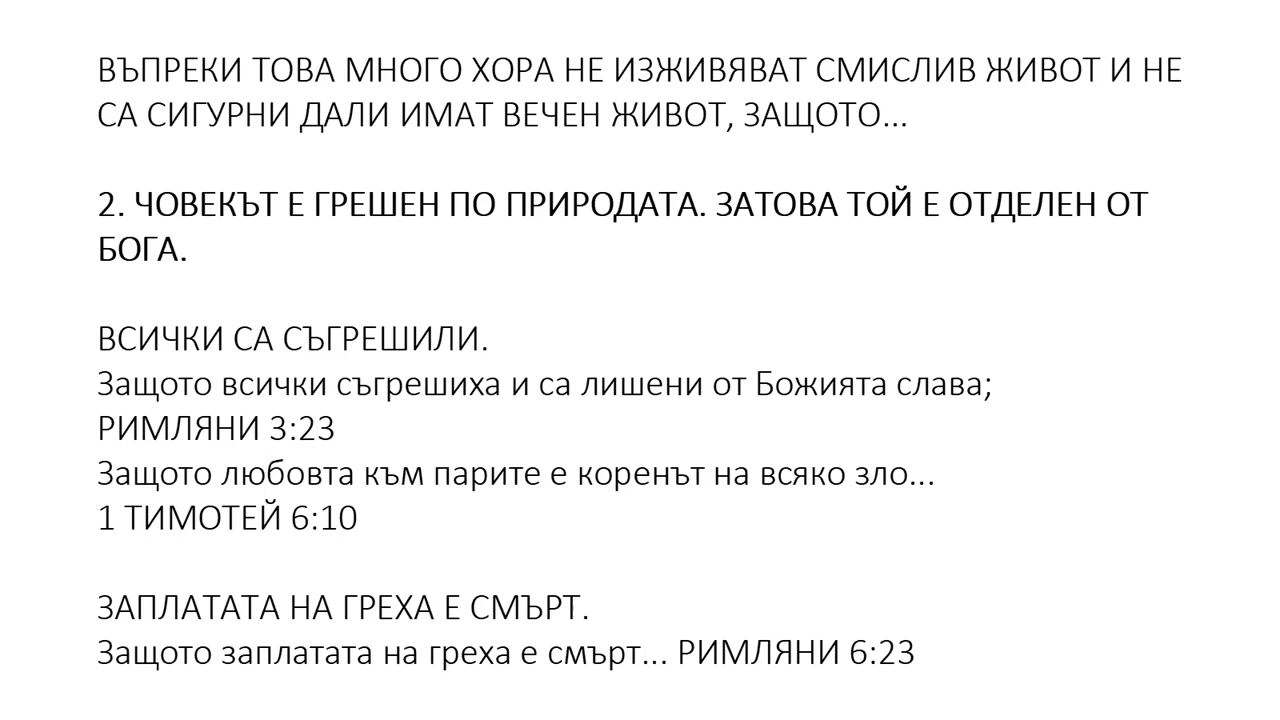 ВЪПРЕКИ ТОВА МНОГО ХОРА НЕ ИЗЖИВЯВАТ СМИСЛИВ ЖИВОТ И НЕ
СА СИГУРНИ ДАЛИ ИМАТ ВЕЧЕН ЖИВОТ, ЗАЩОТО...
2. ЧОВЕКЪТ Е ГРЕШЕН ПО ПРИРОДАТА. ЗАТОВА ТОЙ Е ОТДЕЛЕН ОТ
БОГА.
ВСИЧКИ СА СЪГРЕШИЛИ.
Защото всички съгрешиха и са лишени от Божията слава;
РИМЛЯНИ 3:23
Защото любовта към парите е коренът на всяко зло...
1 ТИМОТЕЙ 6:10
ЗАПЛАТАТА НА ГРЕХА Е СМЪРТ.
Защото заплатата на греха е смърт... РИМЛЯНИ 6:23